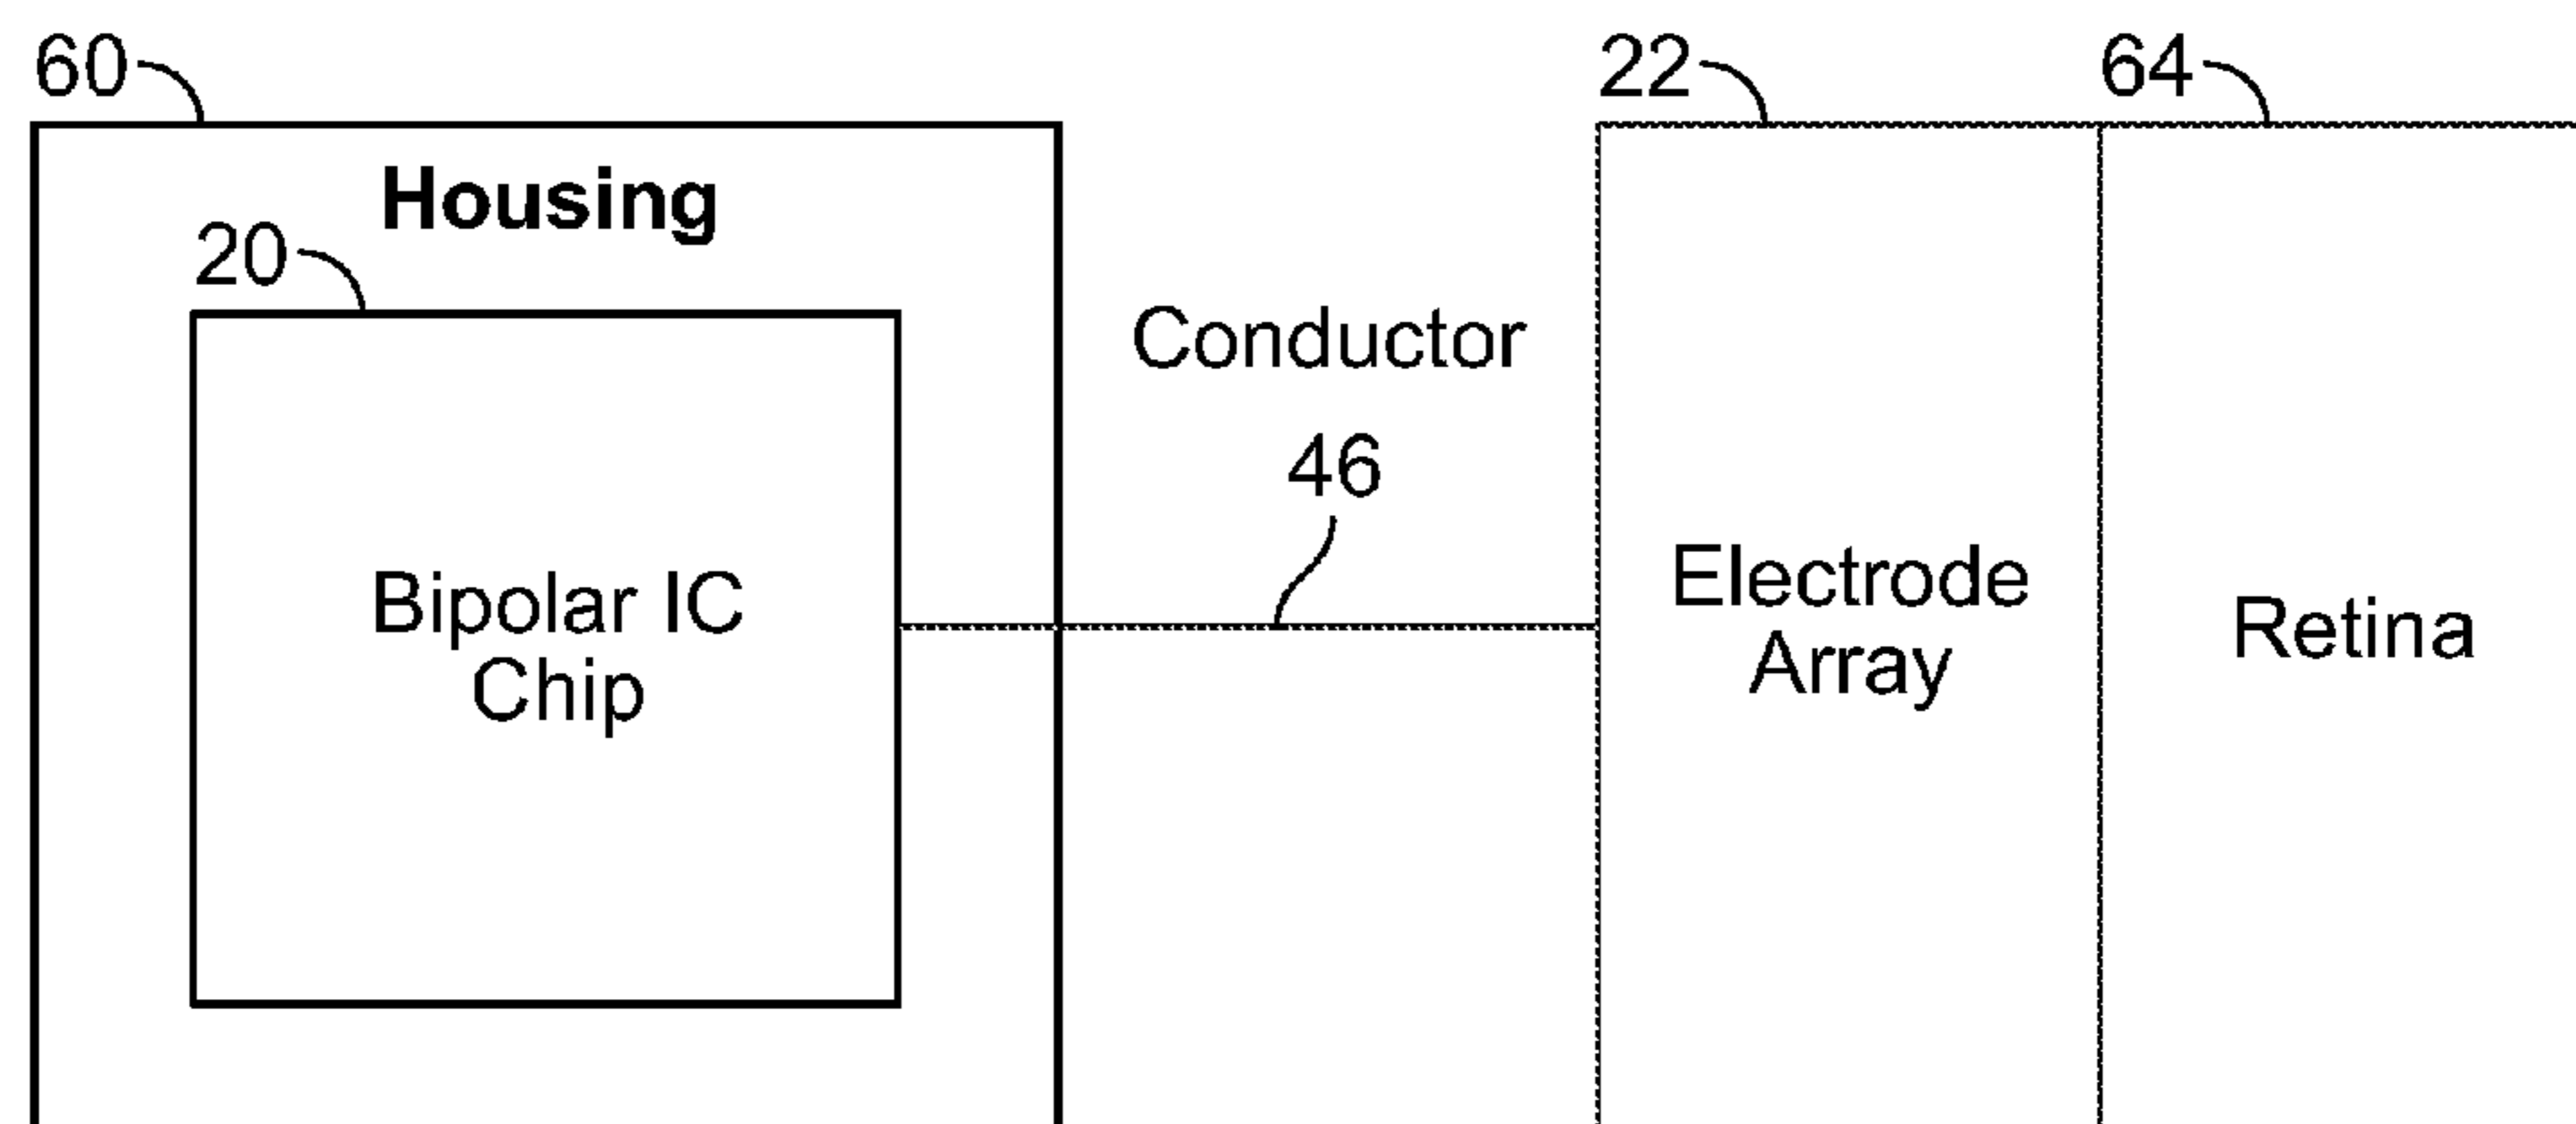 60
22
64
Housing
20
Conductor
46
Bipolar IC
Chip
Electrode
Array
Retina